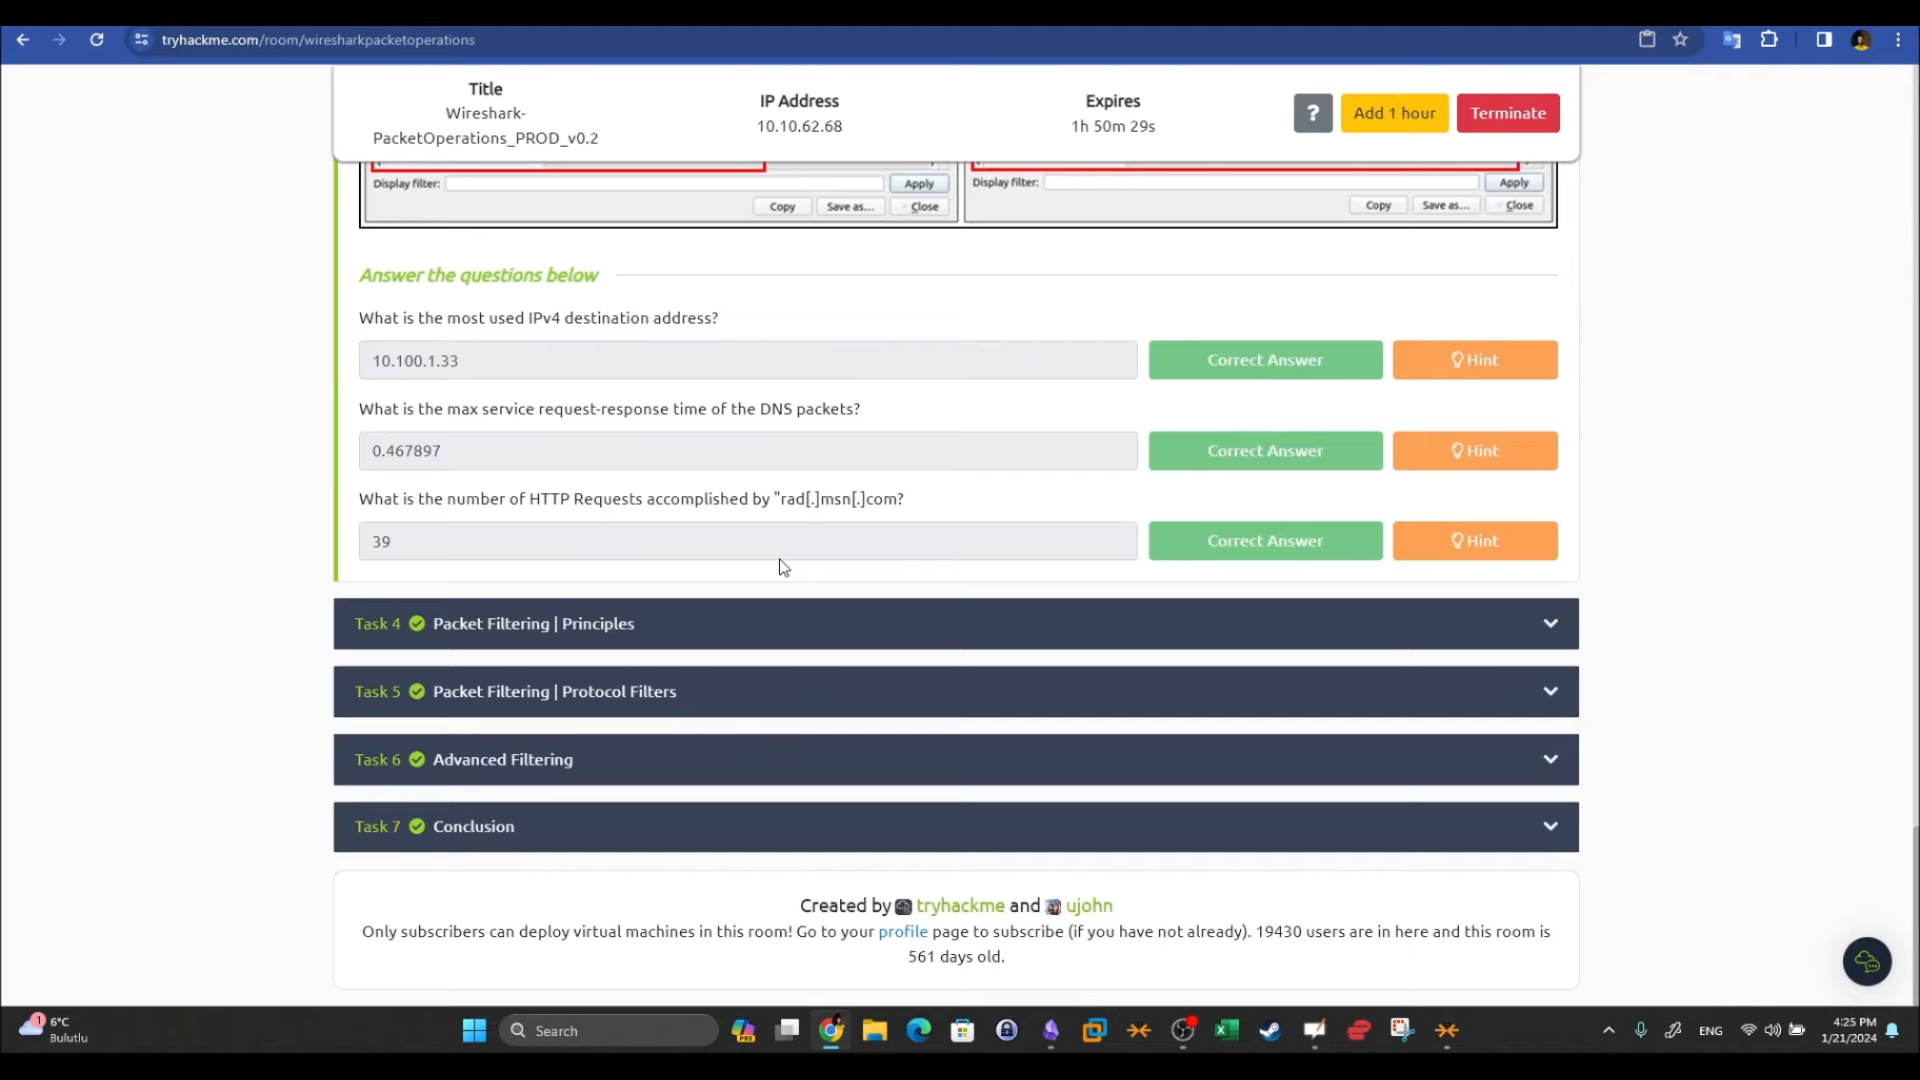 tryhackme.com/room/wiresharkpacketoperations
Title
Wireshark-
PacketOperations_PROD_v0.2
IP Address
10.10.62.68
Expires
1h 50m 29s
?
Add 1 hour
Terminate
Display filter:
Apply
Copy
Save as...
Close
Display filter:
Apply
Copy
Save as...
Close
Answer the questions below
What is the most used IPv4 destination address?
10.100.1.33
Correct Answer
Hint
What is the max service request-response time of the DNS packets?
0.467897
Correct Answer
Hint
What is the number of HTTP Requests accomplished by "rad[.]msn[.]com?
39
Correct Answer
Hint
Task 4 Packet Filtering | Principles
Task 5 Packet Filtering | Protocol Filters
Task 6 Advanced Filtering
Task 7 Conclusion
Created by tryhackme and ujohn
Only subscribers can deploy virtual machines in this room! Go to your profile page to subscribe (if you have not already). 19430 users are in here and this room is
561 days old.
1
6°C
Bulutlu
Search
PRE
ENG
4:25 PM
1/21/2024